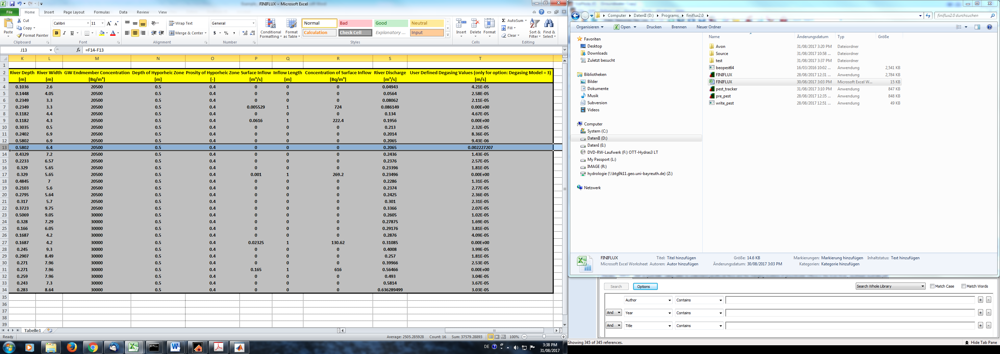 FINIFLUX - Microsoft Excel
File Home Insert Page Layout Formulas Data Review View
Paste Cut Copy Format Painter Clipboard
Calibri 11 Font
Wrap Text Merge & Center Alignment
General Number
Conditional Formatting Format as Table
Normal Bad Good Neutral
Calculation Check Cell Explanatory ... Input
Styles
Insert Delete Format Cells
AutoSum Fill Clear Sort & Filter Find & Select Editing
J13 fx =F14-F13
K L M N O P Q R S T
1
2 River Depth River Width GW Endmember Concentration Depth of Hyporheic Zone Prosity of Hyporheic Zone Surface Inflow Inflow Length Concentration of Surface Inflow River Discharge User Defined Degasing Values (only for option: Degasing Model = 3)
3 [m] [m] [Bq/m³] [m] [-] [m³/s] [m] [Bq/m³] [m³/s] [m/s]
4 0.1036 2.6 20500 0.5 0.4 0 0 0 0.04943 4.21E-05
5 0.1448 4.05 20500 0.5 0.4 0 0 0 0.0564 2.58E-05
6 0.2349 3.3 20500 0.5 0.4 0 0 0 0.08062 2.11E-05
7 0.2349 3.3 20500 0.5 0.4 0.005529 1 724 0.086149 0.00E+00
8 0.1182 4.4 20500 0.5 0.4 0 0 0 0.134 4.67E-05
9 0.1182 4.3 20500 0.5 0.4 0.0616 1 222.4 0.1956 0.00E+00
10 0.3035 0.5 20500 0.5 0.4 0 0 0 0.213 2.32E-05
11 0.2402 6.9 20500 0.5 0.4 0 0 0 0.2014 8.36E-05
12 0.5802 6.9 20500 0.5 0.4 0 0 0 0.2065 9.43E-06
13 0.5802 6.4 20500 0.5 0.4 0 0 0 0.2065 0.002227207
14 0.4329 7.2 20500 0.5 0.4 0 0 0 0.2436 1.43E-05
15 0.2233 6.57 20500 0.5 0.4 0 0 0 0.2376 2.57E-05
16 0.329 5.65 20500 0.5 0.4 0 0 0 0.23396 1.81E-05
17 0.329 5.65 20500 0.5 0.4 0.001 1 269.2 0.23496 0.00E+00
18 0.4845 7 20500 0.5 0.4 0 0 0 0.2286 1.31E-05
19 0.2103 5.6 20500 0.5 0.4 0 0 0 0.2374 2.77E-05
20 0.2795 5.64 20500 0.5 0.4 0 0 0 0.2425 2.36E-05
21 0.317 5.7 20500 0.5 0.4 0 0 0 0.301 2.31E-05
22 0.3723 9.75 20500 0.5 0.4 0 0 0 0.3366 2.07E-05
23 0.5069 9.05 30000 0.5 0.4 0 0 0 0.2605 1.02E-05
24 0.328 7.29 30000 0.5 0.4 0 0 0 0.27875 1.69E-05
25 0.166 6.05 30000 0.5 0.4 0 0 0 0.29176 3.81E-05
26 0.1687 4.2 30000 0.5 0.4 0 0 0 0.2876 4.09E-05
27 0.1687 4.2 30000 0.5 0.4 0.02325 1 130.62 0.31085 0.00E+00
28 0.245 9.3 30000 0.5 0.4 0 0 0 0.4008 3.99E-05
29 0.2907 8.49 30000 0.5 0.4 0 0 0 0.257 1.81E-05
30 0.271 7.96 30000 0.5 0.4 0 0 0 0.39966 2.53E-05
31 0.271 7.96 30000 0.5 0.4 0.165 1 616 0.56466 0.00E+00
32 0.259 7.96 30000 0.5 0.4 0 0 0 0.493 3.04E-05
33 0.243 7.3 30000 0.5 0.4 0 0 0 0.5814 3.67E-05
34 0.283 8.64 30000 0.5 0.4 0 0 0 0.636289499 3.03E-05
35
36
37
38
39
Tabelle1
Ready Average: 2505.285928 Count: 16 Sum: 37579.28893 100%
DE 3:38 PM
31/08/2017
Computer DatenII (D:) Programs finiflux2.0 finiflux2.0 durchsuchen
Organisieren Open Drucken Brennen Neuer Ordner
Favoriten
Desktop
Downloads
Zuletzt besucht
Bibliotheken
Bilder
Dokumente
Musik
Subversion
Videos
Computer
System (C:)
DatenII (D:)
DatenI (E:)
DVD-RW-Laufwerk (F:) OTT-Hydras3 LT
My Passport (L:)
IMAGE (R:)
hydrologie (\\btg9k11.geo.uni-bayreuth.de) (Z:)
Netzwerk
Name Änderungsdatum Typ Größe
Avon 31/08/2017 3:20 PM Dateiordner
Source 31/08/2017 10:58 ... Dateiordner
test 31/08/2017 3:37 PM Dateiordner
beopest64 16/03/2016 10:02 ... Anwendung 2,541 KB
FINIFLUX 28/08/2017 12:31 ... Anwendung 2,784 KB
FINIFLUX 30/08/2017 3:03 PM Microsoft Excel W... 15 KB
pest_tracker 31/08/2017 3:10 PM Anwendung 847 KB
pre_pest 28/08/2017 12:35 ... Anwendung 848 KB
write_pest 28/08/2017 12:51 ... Anwendung 49 KB
FINIFLUX Titel: Titel hinzufügen Größe: 14.6 KB Markierungen: Markierung hinzufügen Inhaltstatus: Text hinzufügen
Microsoft Excel Worksheet Autoren: Autor hinzufügen Änderungsdatum: 30/08/2017 3:03 PM Kategorien: Kategorie hinzufügen
Search Options Search Whole Library Match Case Match Words
Author Contains + -
And Year Contains + -
And Title Contains + -
Showing 345 of 345 references. Hide Tab Pane